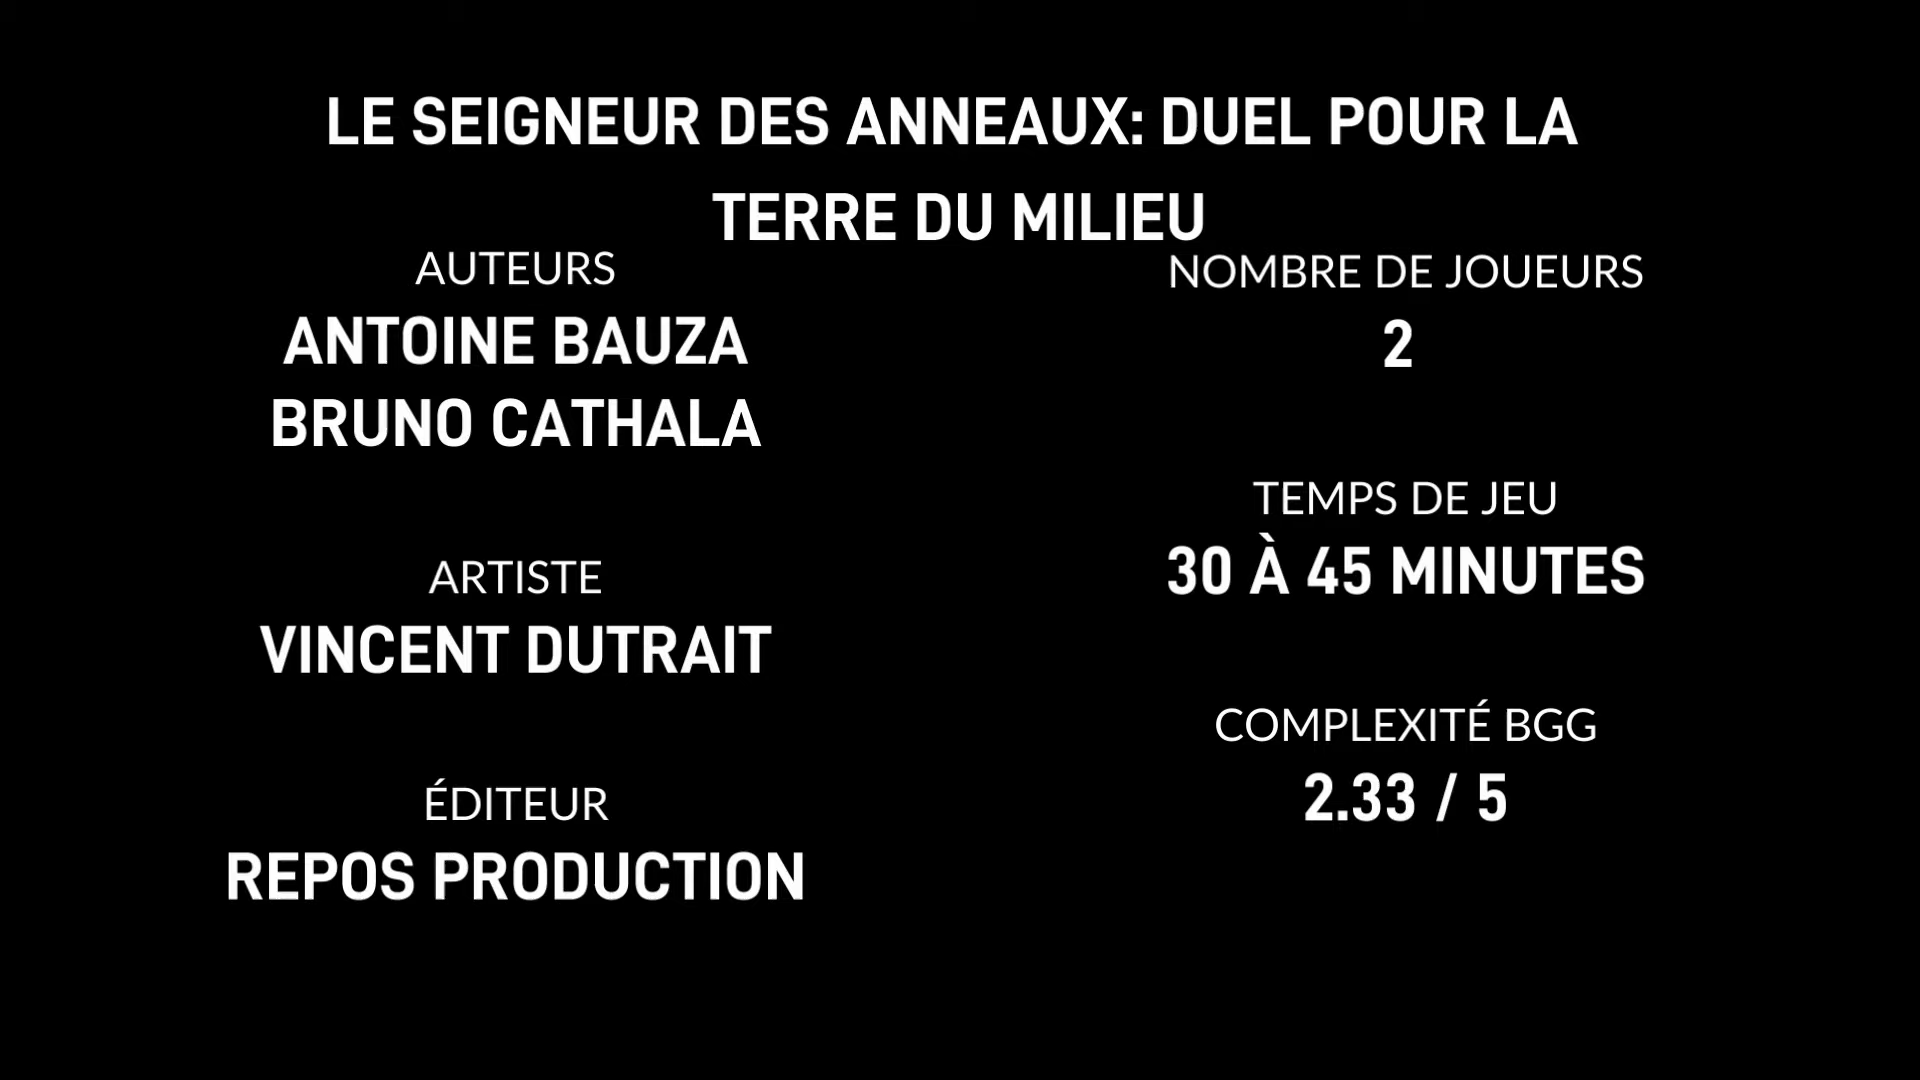 LE SEIGNEUR DES ANNEAUX: DUEL POUR LA
TERRE DU MILIEU
AUTEURS
ANTOINE BAUZA
BRUNO CATHALA
ARTISTE
VINCENT DUTRAIT
ÉDITEUR
REPOS PRODUCTION
NOMBRE DE JOUEURS
2
TEMPS DE JEU
30 À 45 MINUTES
COMPLEXITÉ BGG
2.33 / 5